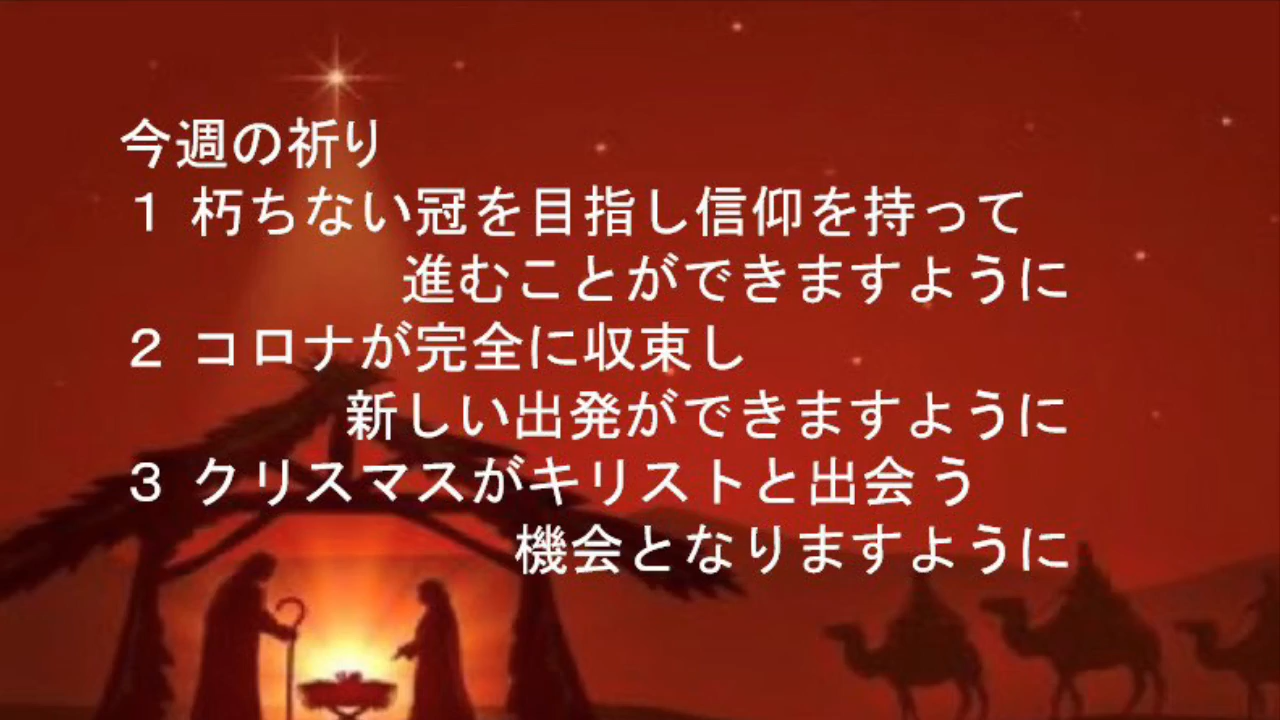 今週の祈り
１ 朽ちない冠を目指し信仰を持って
進むことができますように
２ コロナが完全に収束し
新しい出発ができますように
３ クリスマスがキリストと出会う
機会となりますように